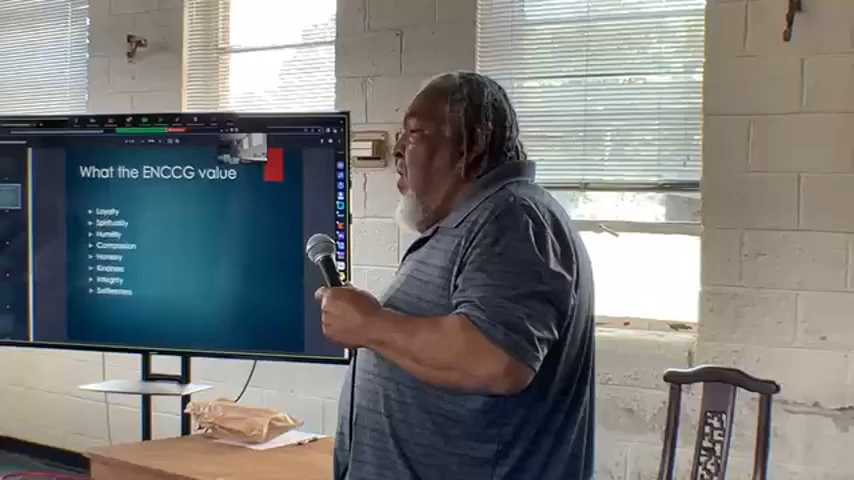 What the ENCCG value
➤ Loyalty
➤ Spirituality
➤ Humility
➤ Compassion
➤ Honesty
➤ Kindness
➤ Integrity
➤ Selflessness